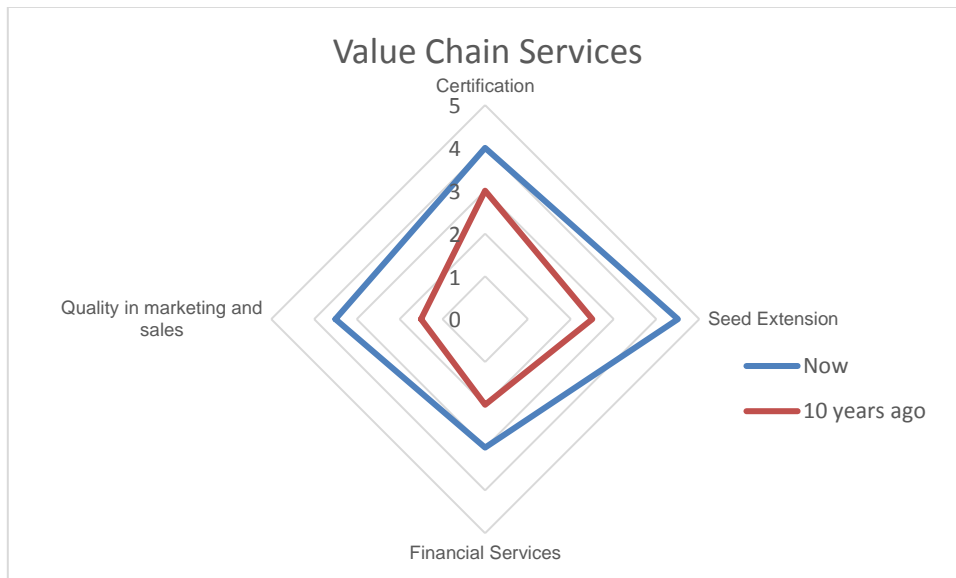 Value Chain Services
Certification
5
4
3
2
1
0
Quality in marketing and
sales
Seed Extension
Now
10 years ago
Financial Services